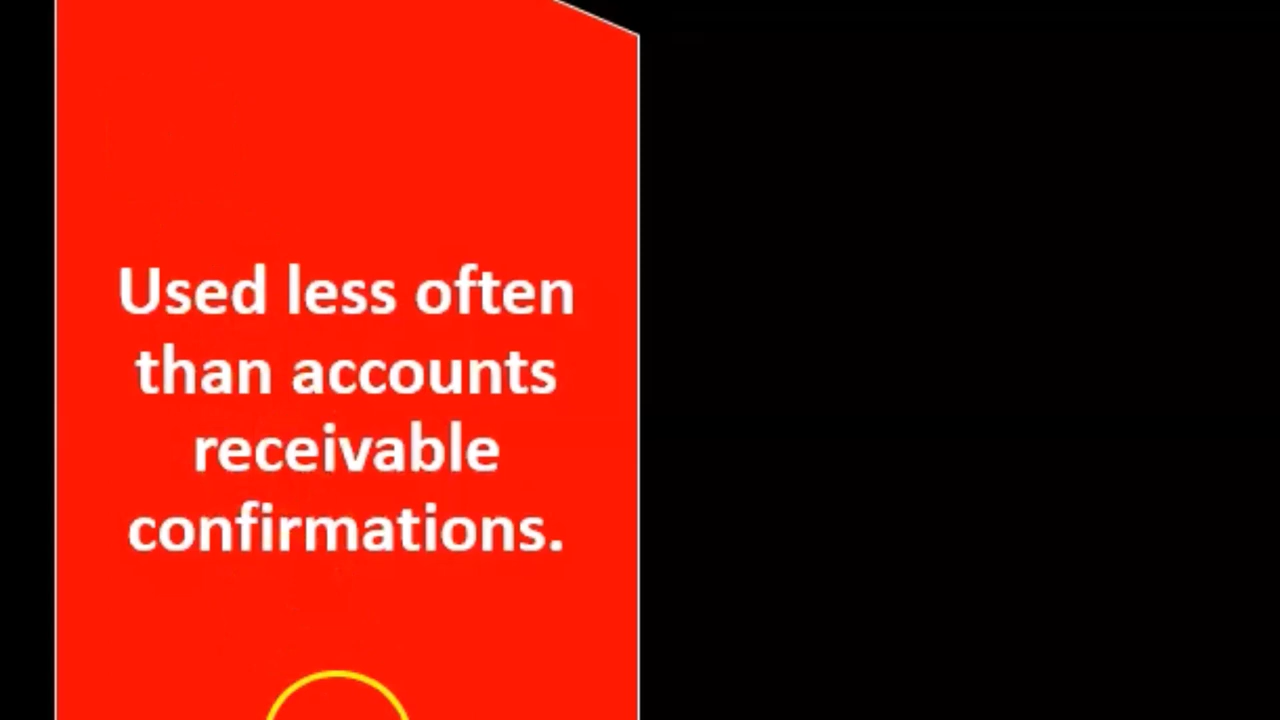 Used less often
than accounts
receivable
confirmations.